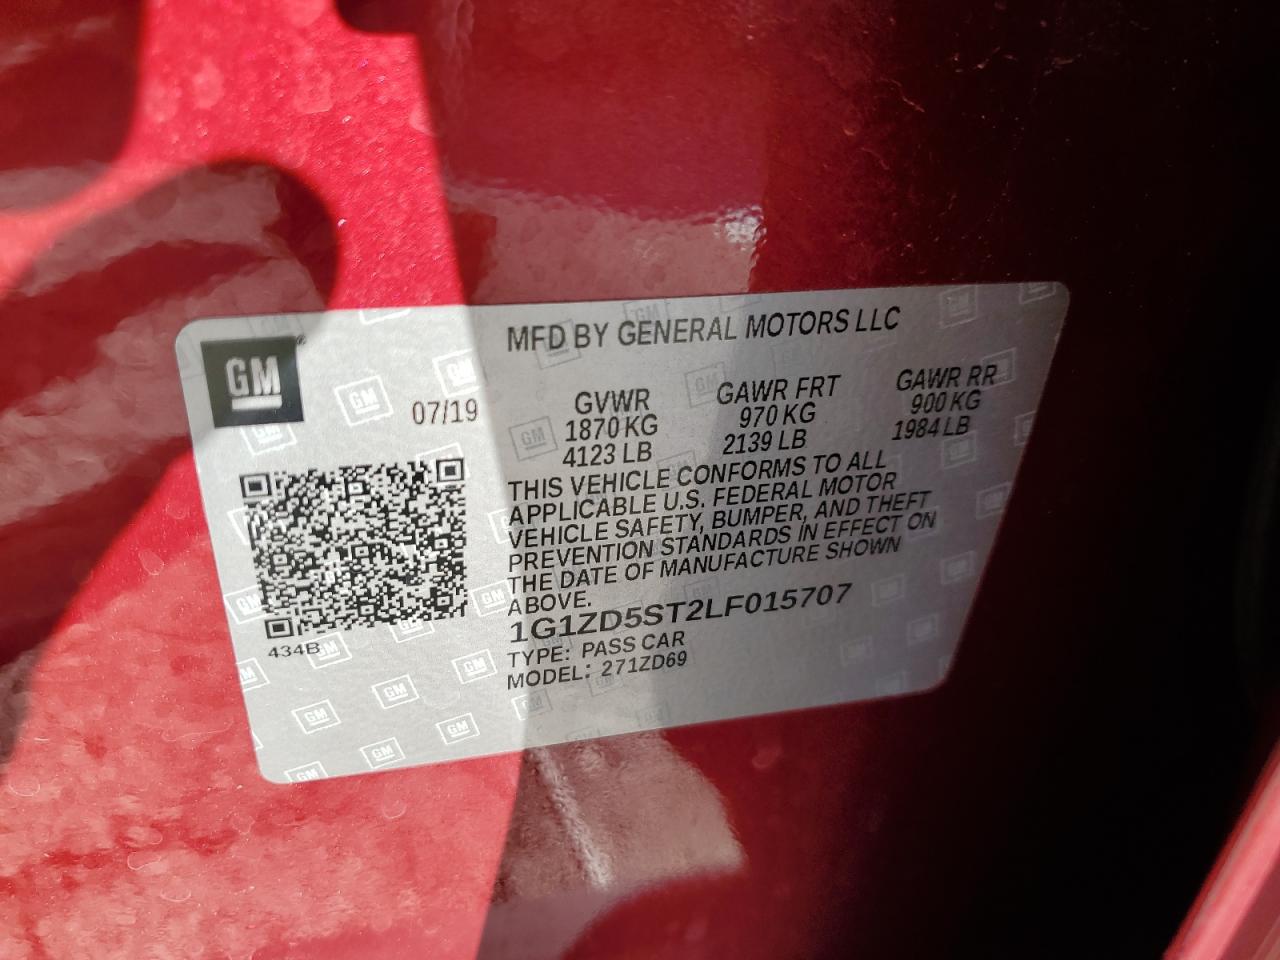 MFD BY GENERAL MOTORS LLC
GM
07/19
GVWR GAWR FRT GAWR RR
1870 KG 970 KG 900 KG
4123 LB 2139 LB 1984 LB
THIS VEHICLE CONFORMS TO ALL
APPLICABLE U.S. FEDERAL MOTOR
VEHICLE SAFETY, BUMPER, AND THEFT
PREVENTION STANDARDS IN EFFECT ON
THE DATE OF MANUFACTURE SHOWN
ABOVE.
1G1ZD5ST2LF015707
TYPE: PASS CAR
MODEL: 271ZD69
434B